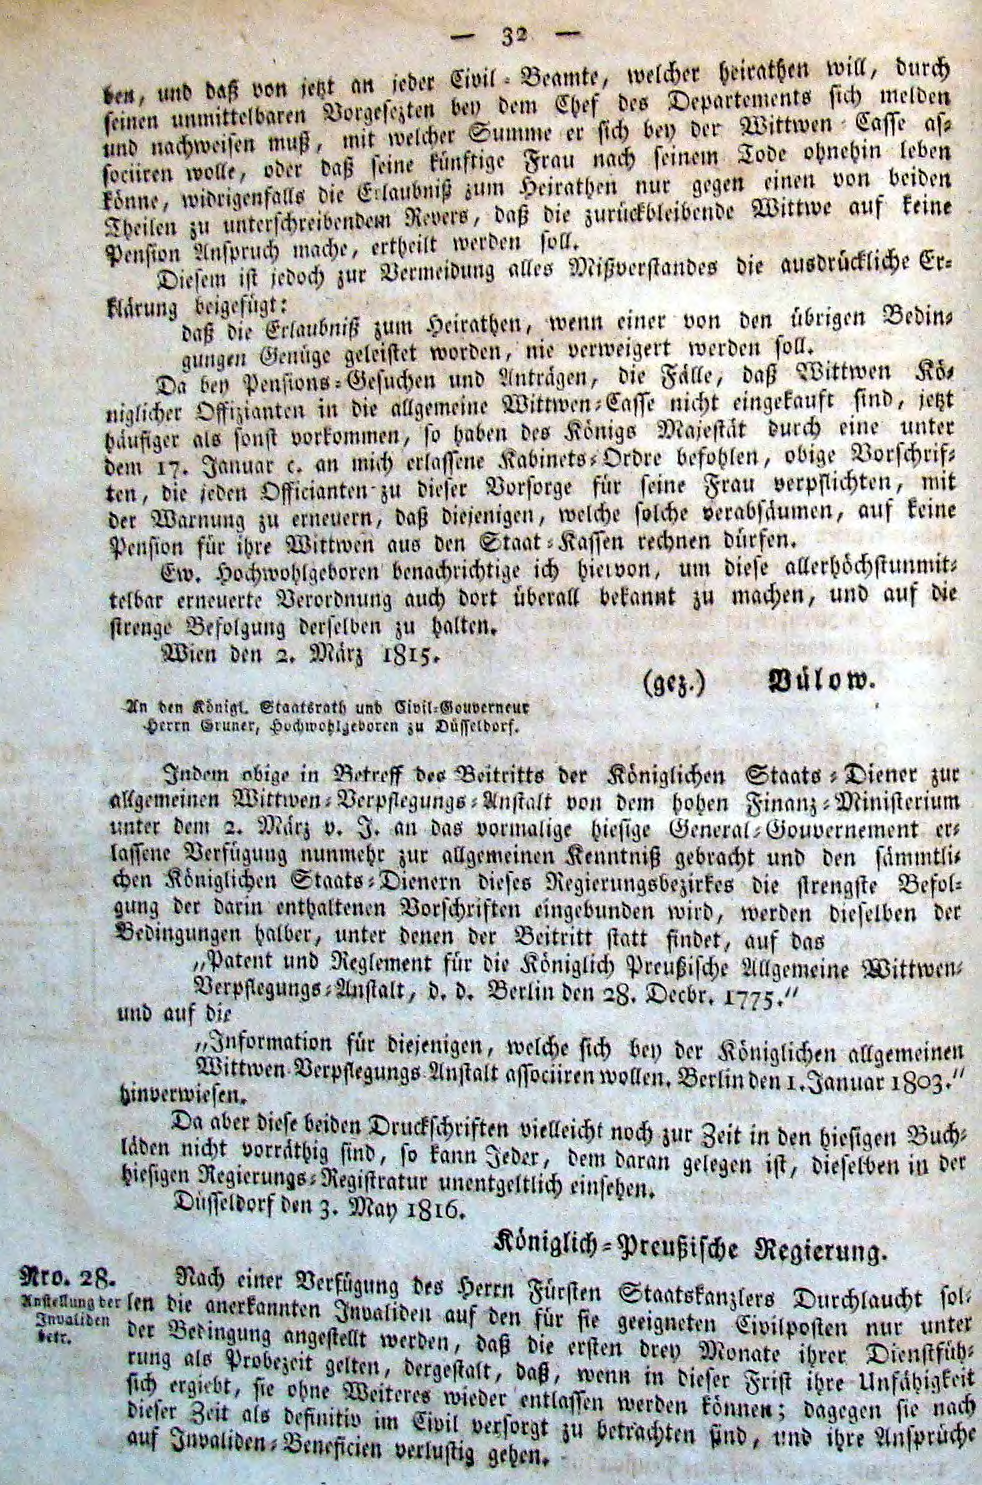 — 32 —
ben, und daß von jetzt an jeder Civil-Beamte, welcher heirathen will, durch
seinen unmittelbaren Vorgesezten bey dem Chef des Departements sich melden
und nachweisen muß, mit welcher Summe er sich bey der Wittwen Casse as-
sociiren wolle, oder daß seine künftige Frau nach seinem Tode ohnehin leben
könne, widrigenfalls die Erlaubniß zum Heirathen nur gegen einen von beiden
Theilen zu unterschreibendem Revers, daß die zurückbleibende Wittwe auf keine
Pension Anspruch mache, ertheilt werden soll.
Diesem ist jedoch zur Vermeidung alles Mißverstandes die ausdrückliche Er-
klärung beigefügt:
daß die Erlaubniß zum Heirathen, wenn einer von den übrigen Bedin-
gungen Genüge geleistet worden, nie verweigert werden soll.
Da bey Pensions-Gesuchen und Anträgen, die Fälle, daß Wittwen Kö-
niglicher Offizianten in die allgemeine Wittwen-Casse nicht eingekauft sind, jetzt
häufiger als sonst vorkommen, so haben des Königs Majestät durch eine unter
dem 17. Januar c. an mich erlassene Kabinets-Ordre befohlen, obige Vorschrif-
ten, die jeden Officianten zu dieser Vorsorge für seine Frau verpflichten, mit
der Warnung zu erneuern, daß diejenigen, welche solche verabsäumen, auf keine
Pension für ihre Wittwen aus den Staat-Kassen rechnen dürfen.
Ew. Hochwohlgeboren benachrichtige ich hievon, um diese allerhöchstunmit-
telbar erneuerte Verordnung auch dort überall bekannt zu machen, und auf die
strenge Befolgung derselben zu halten.
Wien den 2. März 1815.
(gez.) Bülow.
An den Königl. Staatsrath und Civil-Gouverneur
Herrn Gruner, Hochwohlgeboren zu Düsseldorf.
Indem obige in Betreff des Beitritts der Königlichen Staats-Diener zur
allgemeinen Wittwen-Verpflegungs-Anstalt von dem hohen Finanz-Ministerium
unter dem 2. März v. J. an das vormalige hiesige General-Gouvernement er-
lassene Verfügung nunmehr zur allgemeinen Kenntniß gebracht und den sämmtli-
chen Königlichen Staats-Dienern dieses Regierungsbezirkes die strengste Befol-
gung der darin enthaltenen Vorschriften eingebunden wird, werden dieselben der
Bedingungen halber, unter denen der Beitritt statt findet, auf das
„Patent und Reglement für die Königlich Preußische Allgemeine Wittwen-
Verpflegungs-Anstalt, d. d. Berlin den 28. Decbr. 1775."
und auf die
„Information für diejenigen, welche sich bey der Königlichen allgemeinen
Wittwen Verpflegungs Anstalt associiren wollen. Berlin den 1. Januar 1803."
hinverwiesen.
Da aber diese beiden Druckschriften vielleicht noch zur Zeit in den hiesigen Buch-
läden nicht vorräthig sind, so kann Jeder, dem daran gelegen ist, dieselben in der
hiesigen Regierungs-Registratur unentgeltlich einsehen.
Düsseldorf den 3. May 1816.
Königlich-Preußische Regierung.
Nro. 28.
Anstellung der
Invaliden
betr.
Nach einer Verfügung des Herrn Fürsten Staatskanzlers Durchlaucht sol-
len die anerkannten Invaliden auf den für sie geeigneten Civilposten nur unter
der Bedingung angestellt werden, daß die ersten drey Monate ihrer Dienstfüh-
rung als Probezeit gelten, dergestalt, daß, wenn in dieser Frist ihre Unfähigkeit
sich ergiebt, sie ohne Weiteres wieder entlassen werden können; dagegen sie nach
dieser Zeit als definitiv im Civil versorgt zu betrachten sind, und ihre Ansprüche
auf Invaliden-Beneficien verlustig gehen.